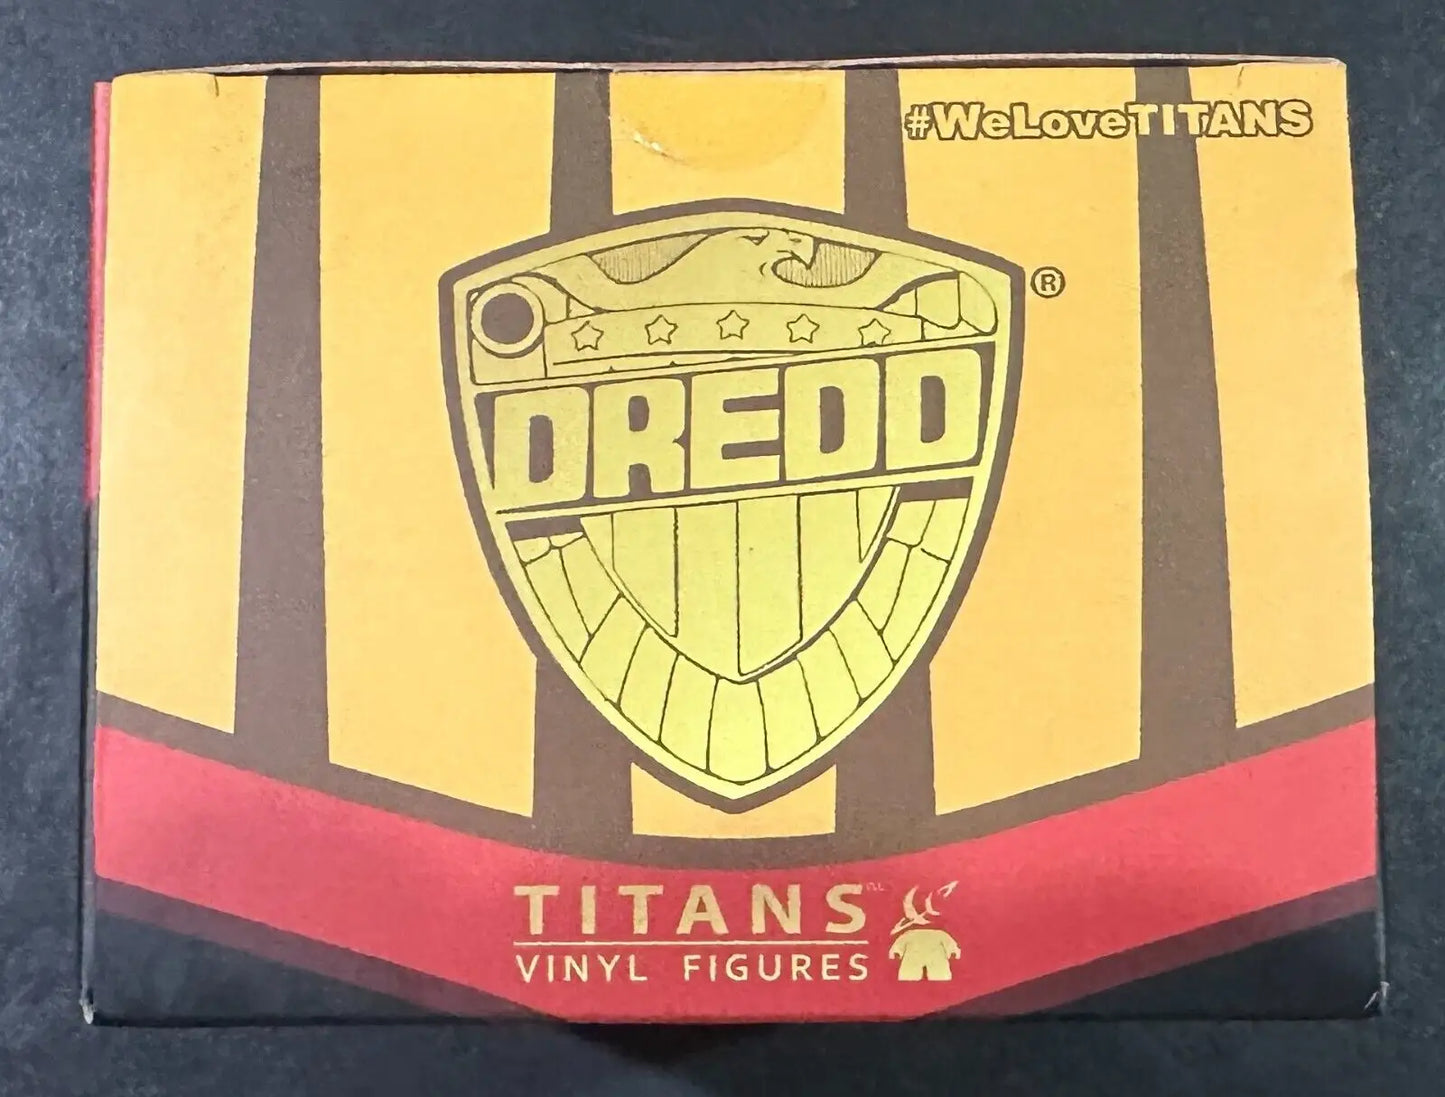 #WeLoveTITANS
®
DREDD
TITANS
VINYL FIGURES